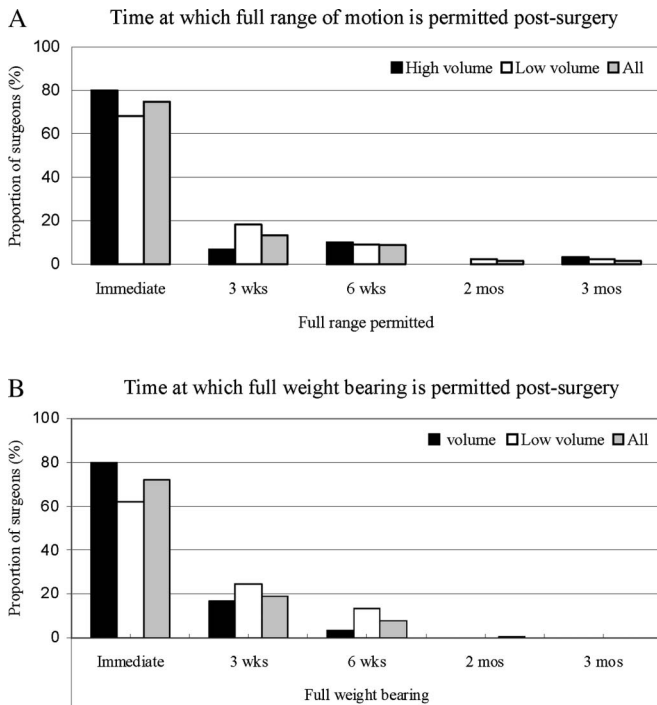 A
Time at which full range of motion is permitted post-surgery
100
80
60
40
20
0
Proportion of surgeons (%)
High volume Low volume All
Immediate 3 wks 6 wks 2 mos 3 mos
Full range permitted
B
Time at which full weight bearing is permitted post-surgery
100
80
60
40
20
0
Proportion of surgeons (%)
volume Low volume All
Immediate 3 wks 6 wks 2 mos 3 mos
Full weight bearing